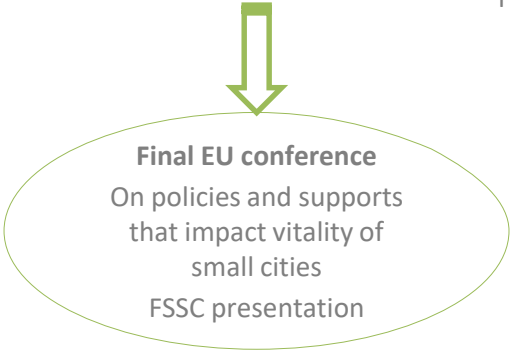 Final EU conference
On policies and supports
that impact vitality of
small cities
FSSC presentation